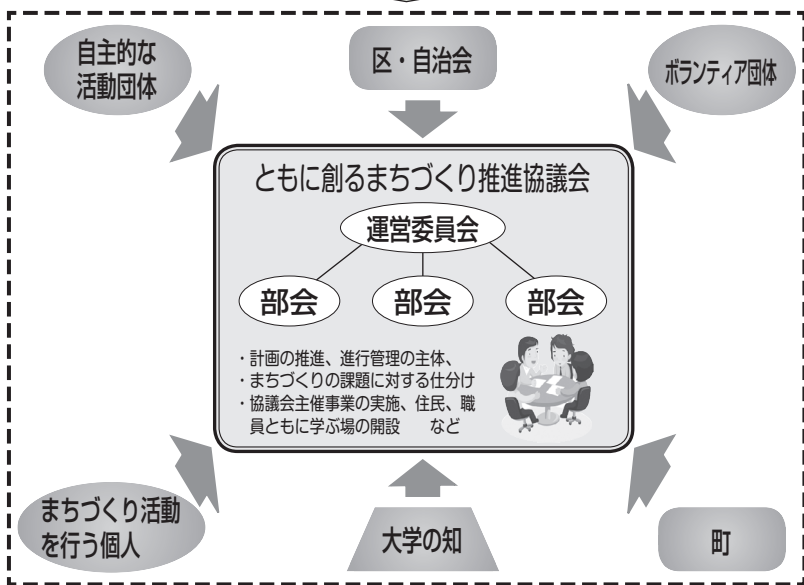 自主的な
活動団体
区・自治会
ボランティア団体
ともに創るまちづくり推進協議会
運営委員会
部会
部会
部会
・計画の推進、進行管理の主体、
・まちづくりの課題に対する仕分け
・協議会主催事業の実施、住民、職
員ともに学ぶ場の開設 など
まちづくり活動
を行う個人
大学の知
町